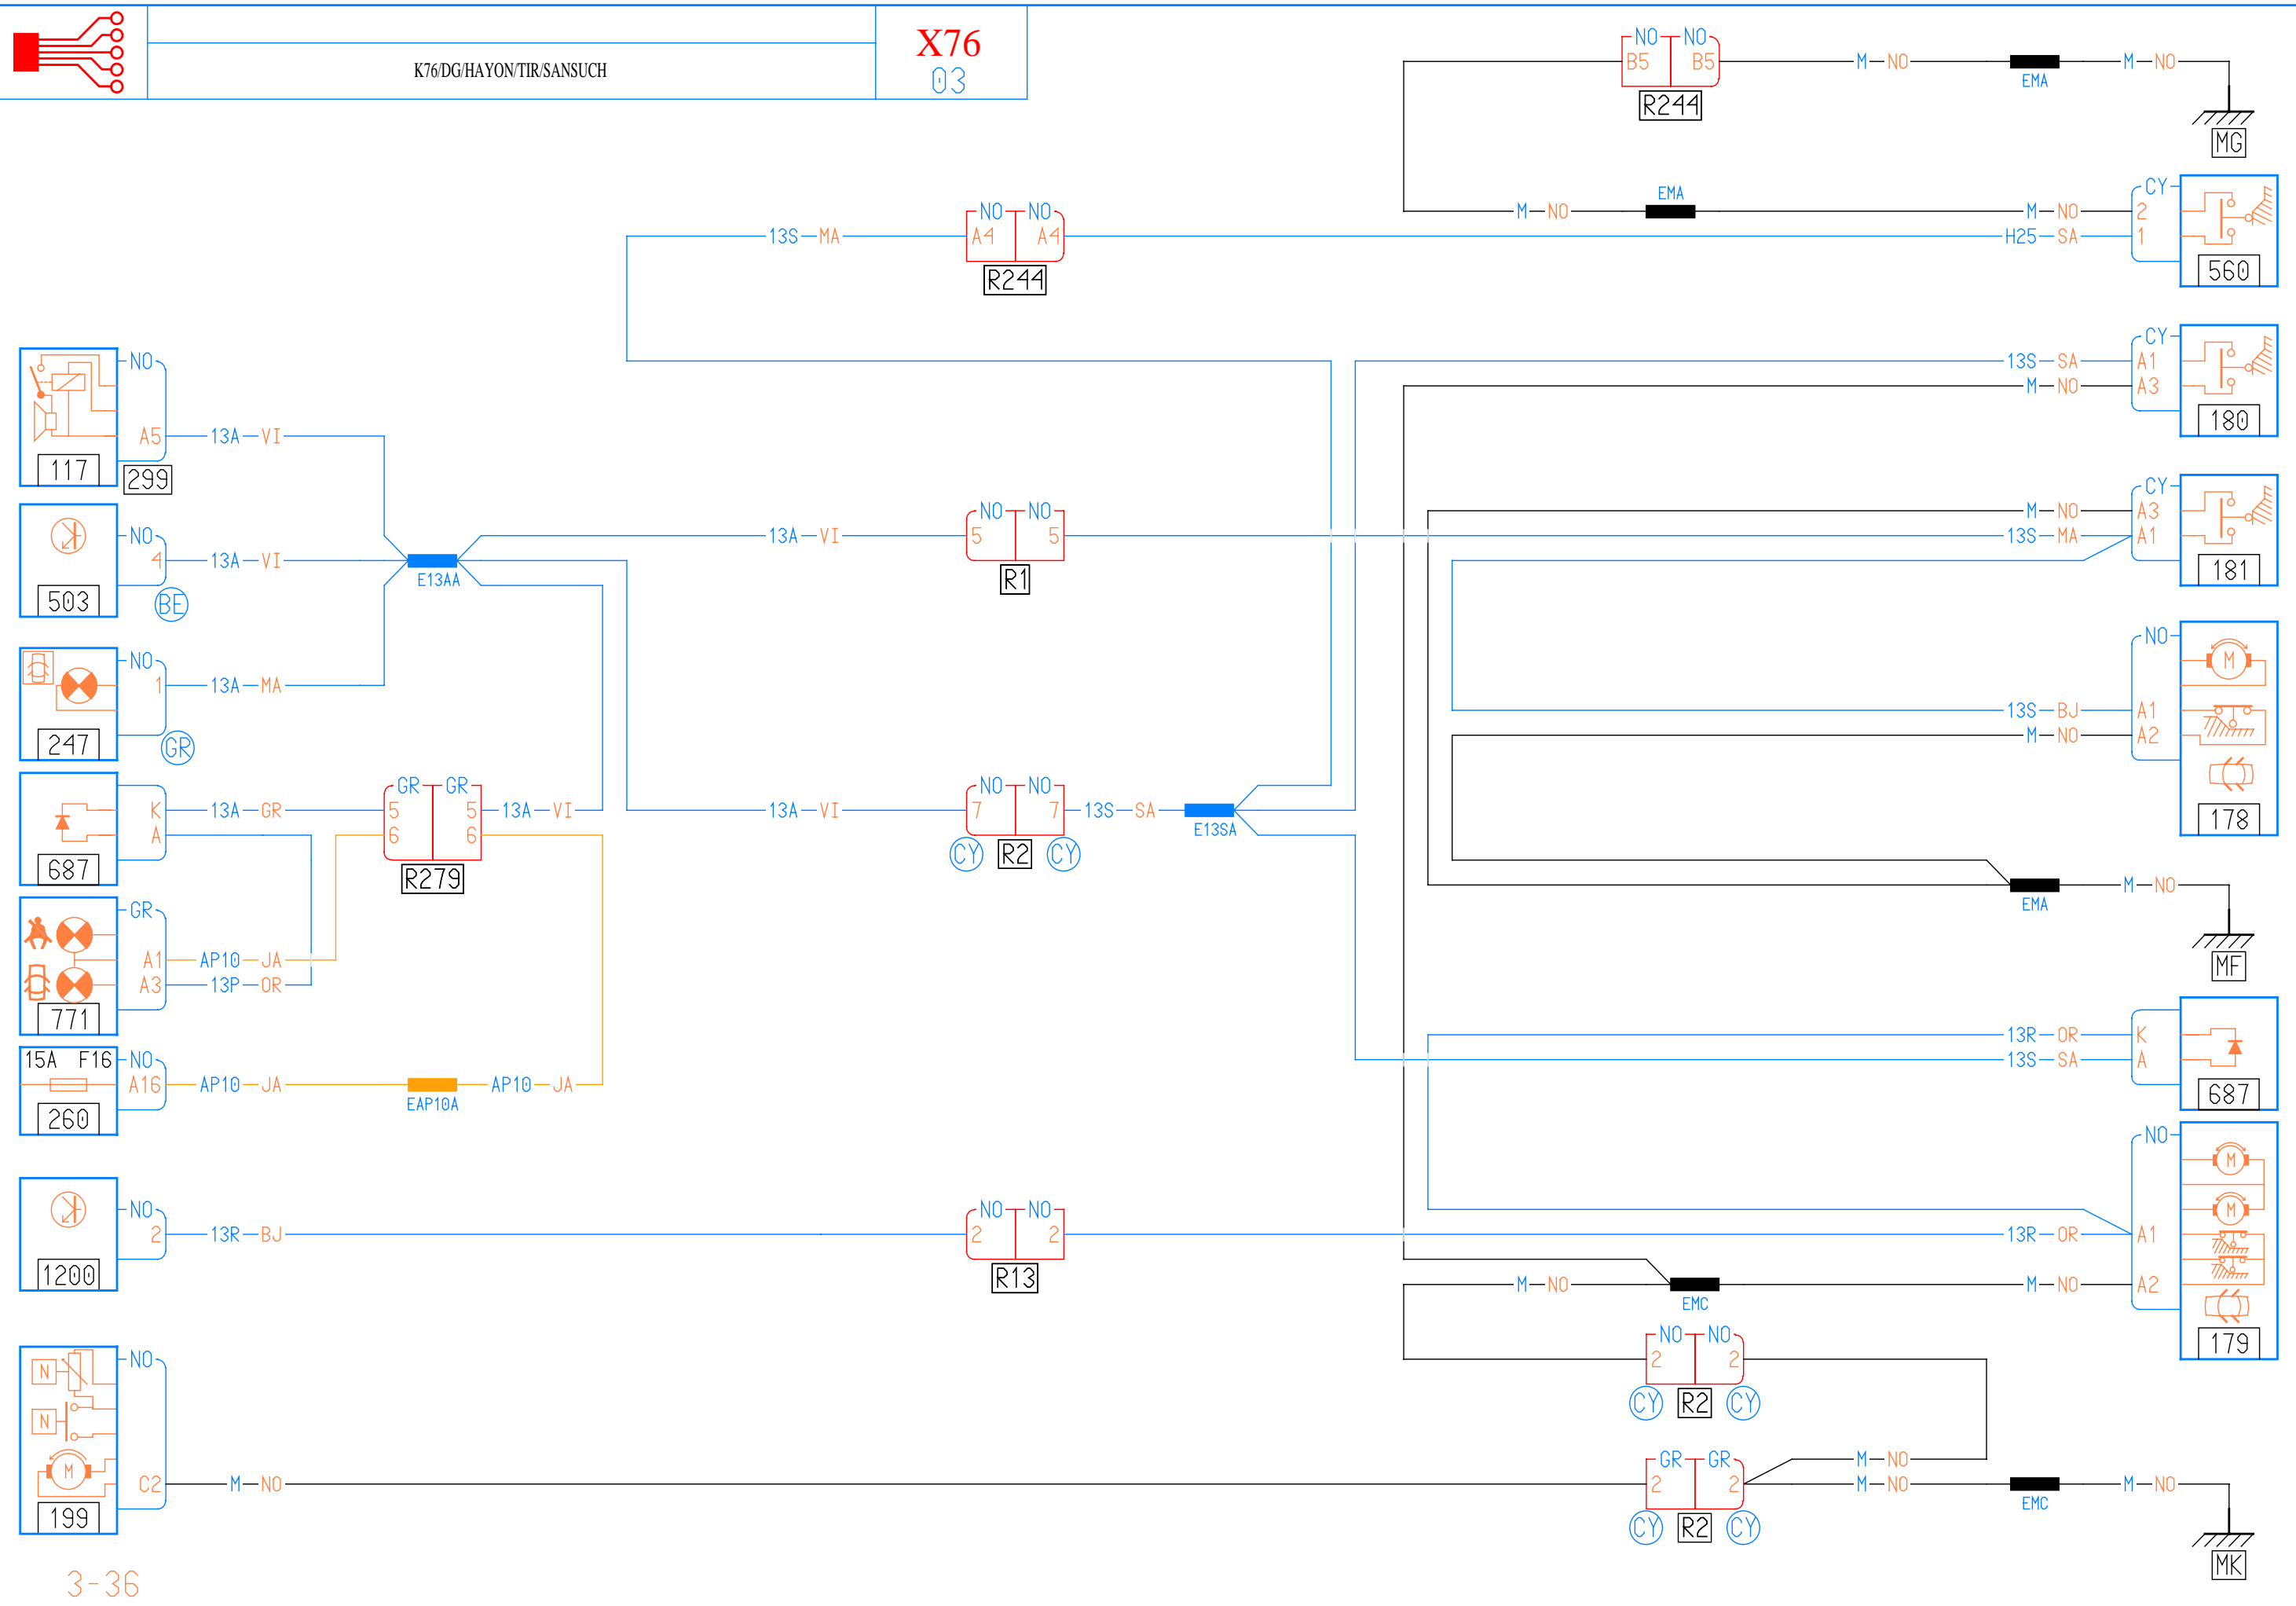 K76/DG/HAYON/TIR/SANSUCH
X76
03
NO NO
B5 B5
R244
M NO
EMA
M NO
MG
EMA
M NO
M NO
CY
2
1
H25 SA
560
13S MA
NO NO
A4 A4
R244
NO
A5
13A VI
117
299
13S SA
M NO
CY
A1
A3
180
NO
4
13A VI
503
BE
E13AA
13A VI
NO NO
5 5
R1
M NO
13S MA
CY
A3
A1
181
NO
1
13A MA
247
GR
NO
M
13S BJ
M NO
A1
A2
178
K
A
13A GR
687
GR GR
5 5
6 6
R279
13A VI
13A VI
NO NO
7 7
CY R2 CY
13S SA
E13SA
EMA
M NO
MF
GR
A1
A3
AP10 JA
13P OR
771
15A F16
NO
A16
260
AP10 JA
EAP10A
AP10 JA
13R OR
13S SA
K
A
687
NO
2
13R BJ
1200
NO NO
2 2
R13
NO
M
M
13R OR
A1
M NO
EMC
M NO
A2
179
NO NO
2 2
CY R2 CY
NO
N
N
M
C2
M NO
199
GR GR
2 2
CY R2 CY
M NO
M NO
EMC
M NO
MK
3-36